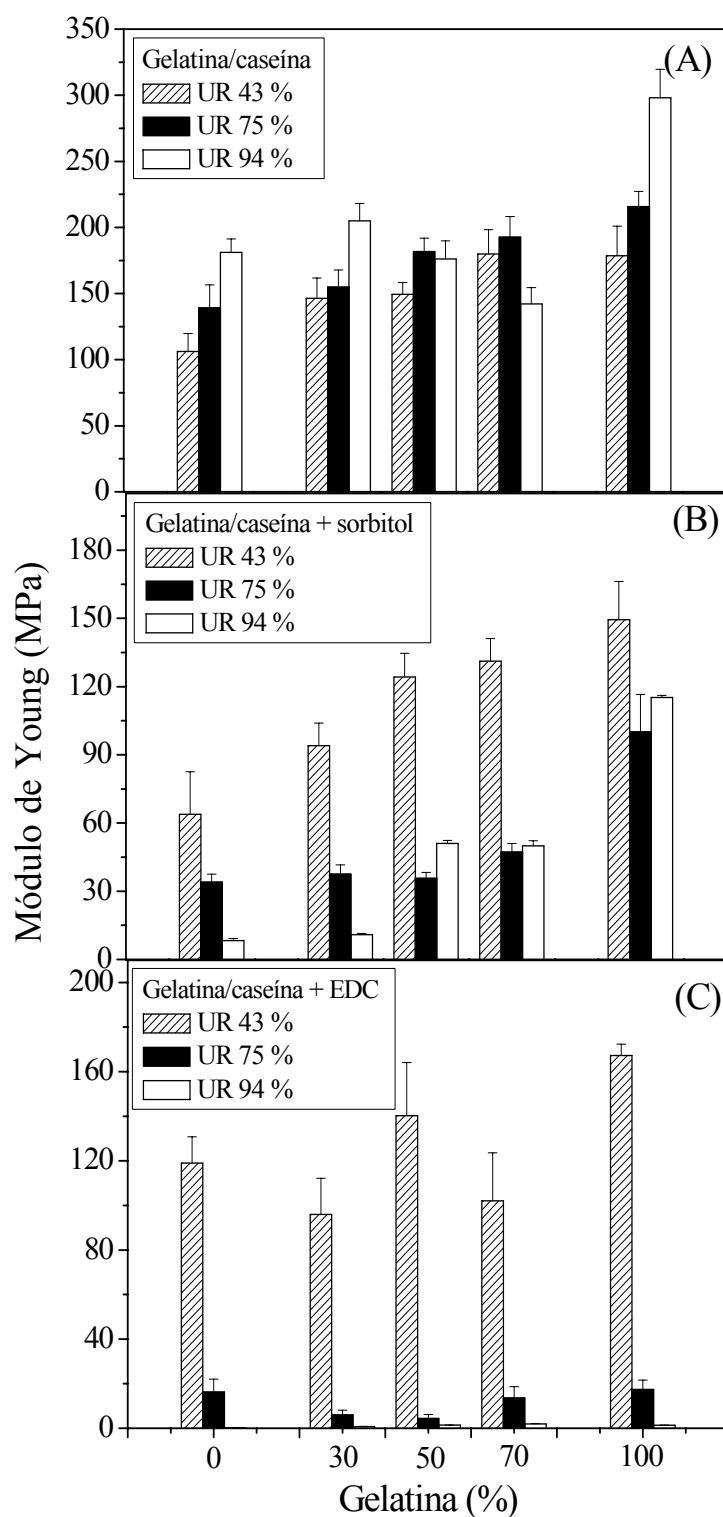 350
300
250
200
150
100
50
0
Gelatina/caseína
UR 43 %
UR 75 %
UR 94 %
(A)
180
150
120
90
60
30
0
Gelatina/caseína + sorbitol
UR 43 %
UR 75 %
UR 94 %
(B)
Módulo de Young (MPa)
200
160
120
80
40
0
Gelatina/caseína + EDC
UR 43 %
UR 75 %
UR 94 %
(C)
0 30 50 70 100
Gelatina (%)